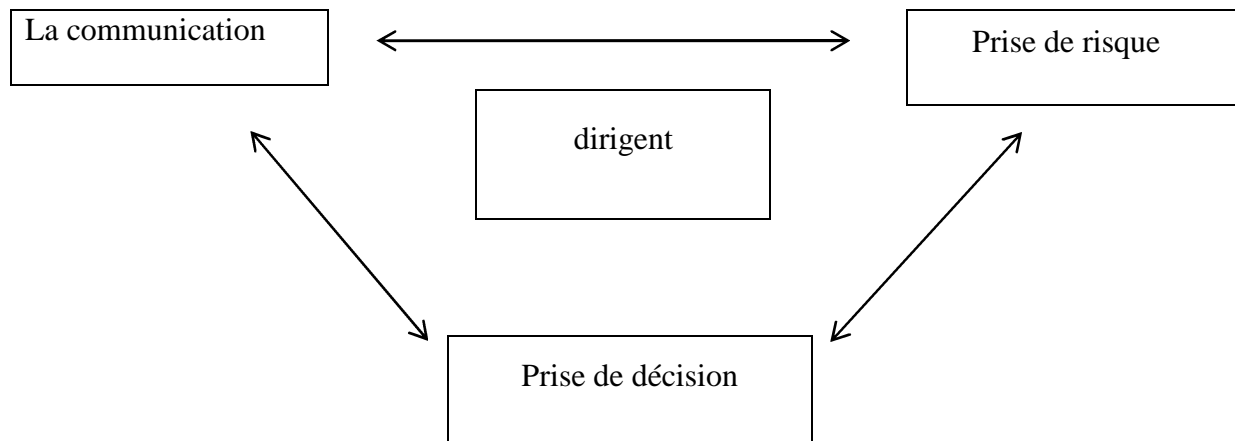 La communication
Prise de risque
dirigent
Prise de décision